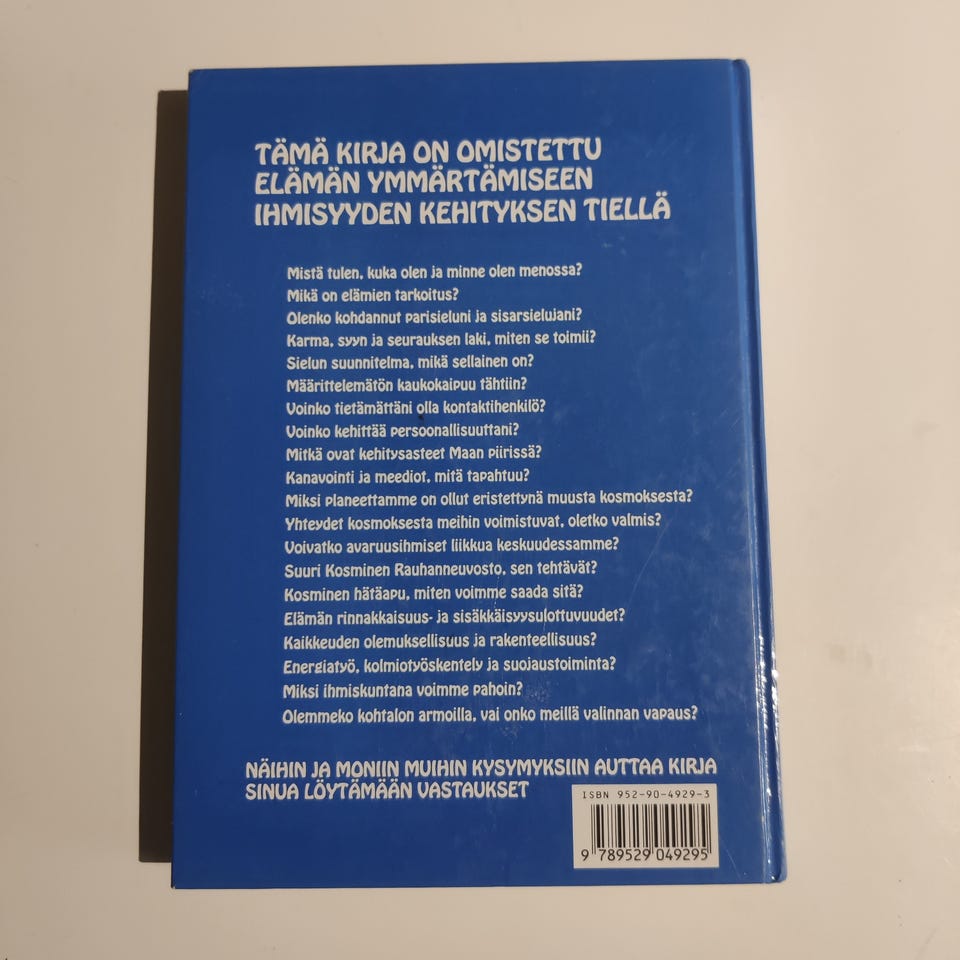 TÄMÄ KIRJA ON OMISTETTU
ELÄMÄN YMMÄRTÄMISEEN
IHMISYYDEN KEHITYKSEN TIELLÄ
Mistä tulen, kuka olen ja minne olen menossa?
Mikä on elämien tarkoitus?
Olenko kohdannut parisieluni ja sisarsielujani?
Karma, syyn ja seurauksen laki, miten se toimii?
Sielun suunnitelma, mikä sellainen on?
Määrittelemätön kaukokaipuu tähtiin?
Voinko tietämättäni olla kontaktihenkilö?
Voinko kehittää persoonallisuuttani?
Mitkä ovat kehitysasteet Maan piirissä?
Kanavointi ja meediot, mitä tapahtuu?
Miksi planeettamme on ollut eristettynä muusta kosmoksesta?
Yhteydet kosmoksesta meihin voimistuvat, oletko valmis?
Voivatko avaruusihmiset liikkua keskuudessamme?
Suuri Kosminen Rauhanneuvosto, sen tehtävät?
Kosminen hätäapu, miten voimme saada sitä?
Elämän rinnakkaisuus- ja sisäkkäisyysulottuvuudet?
Kaikkeuden olemuksellisuus ja rakenteellisuus?
Energiatyö, kolmiotyöskentely ja suojaustoiminta?
Miksi ihmiskuntana voimme pahoin?
Olemmeko kohtalon armoilla, vai onko meillä valinnan vapaus?
NÄIHIN JA MONIIN MUIHIN KYSYMYKSIIN AUTTAA KIRJA
SINUA LÖYTÄMÄÄN VASTAUKSET
ISBN 952-90-4929-3
9 789529 049295